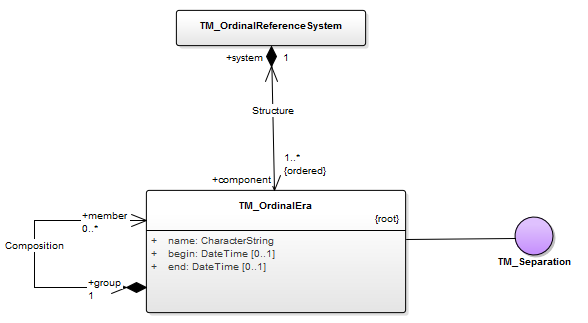 TM_OrdinalReferenceSystem
+system 1
Structure
1..*
{ordered}
+component
TM_OrdinalEra
{root}
+member
0..*
+ name: CharacterString
+ begin: DateTime [0..1]
+ end: DateTime [0..1]
Composition
+group
1
TM_Separation